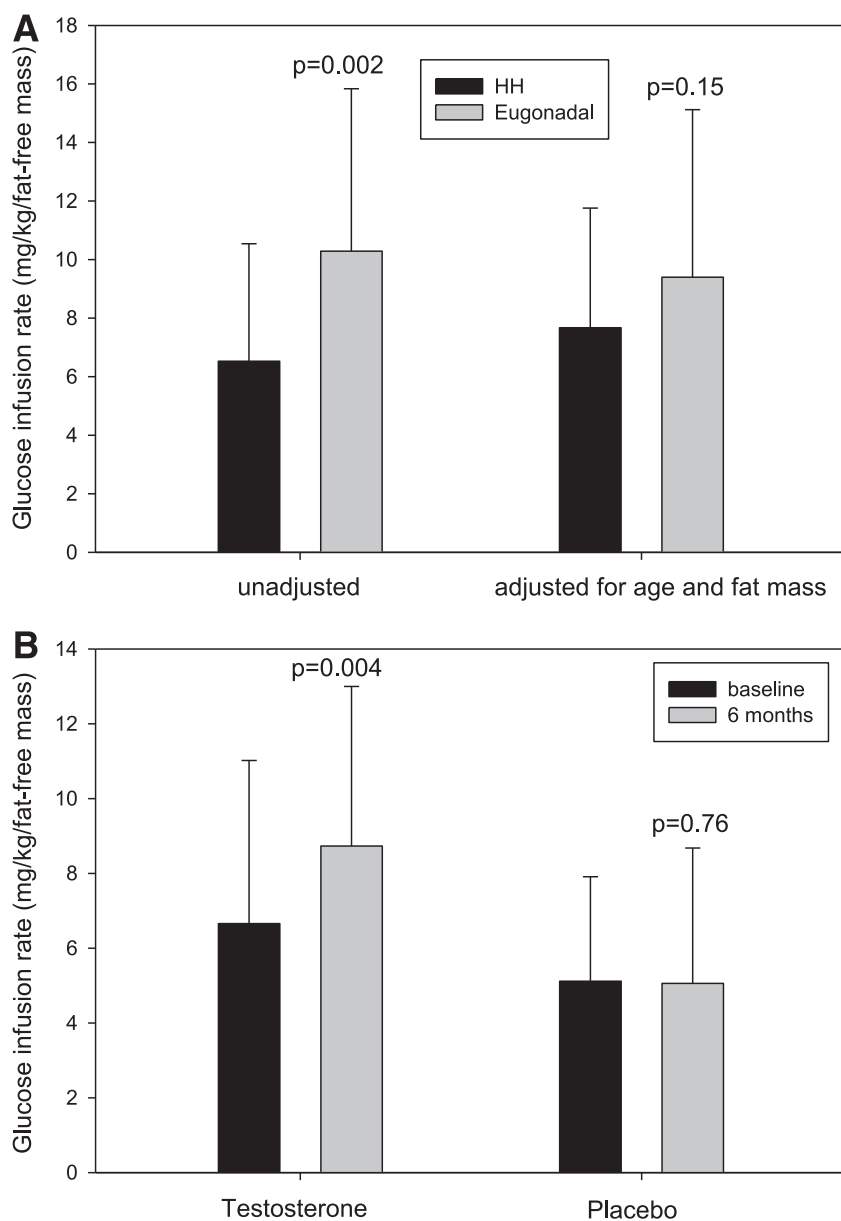 A
Glucose infusion rate (mg/kg/fat-free mass)
18
16
14
12
10
8
6
4
2
0
p=0.002
HH
Eugonadal
p=0.15
unadjusted
adjusted for age and fat mass
B
Glucose infusion rate (mg/kg/fat-free mass)
14
12
10
8
6
4
2
0
p=0.004
baseline
6 months
p=0.76
Testosterone
Placebo